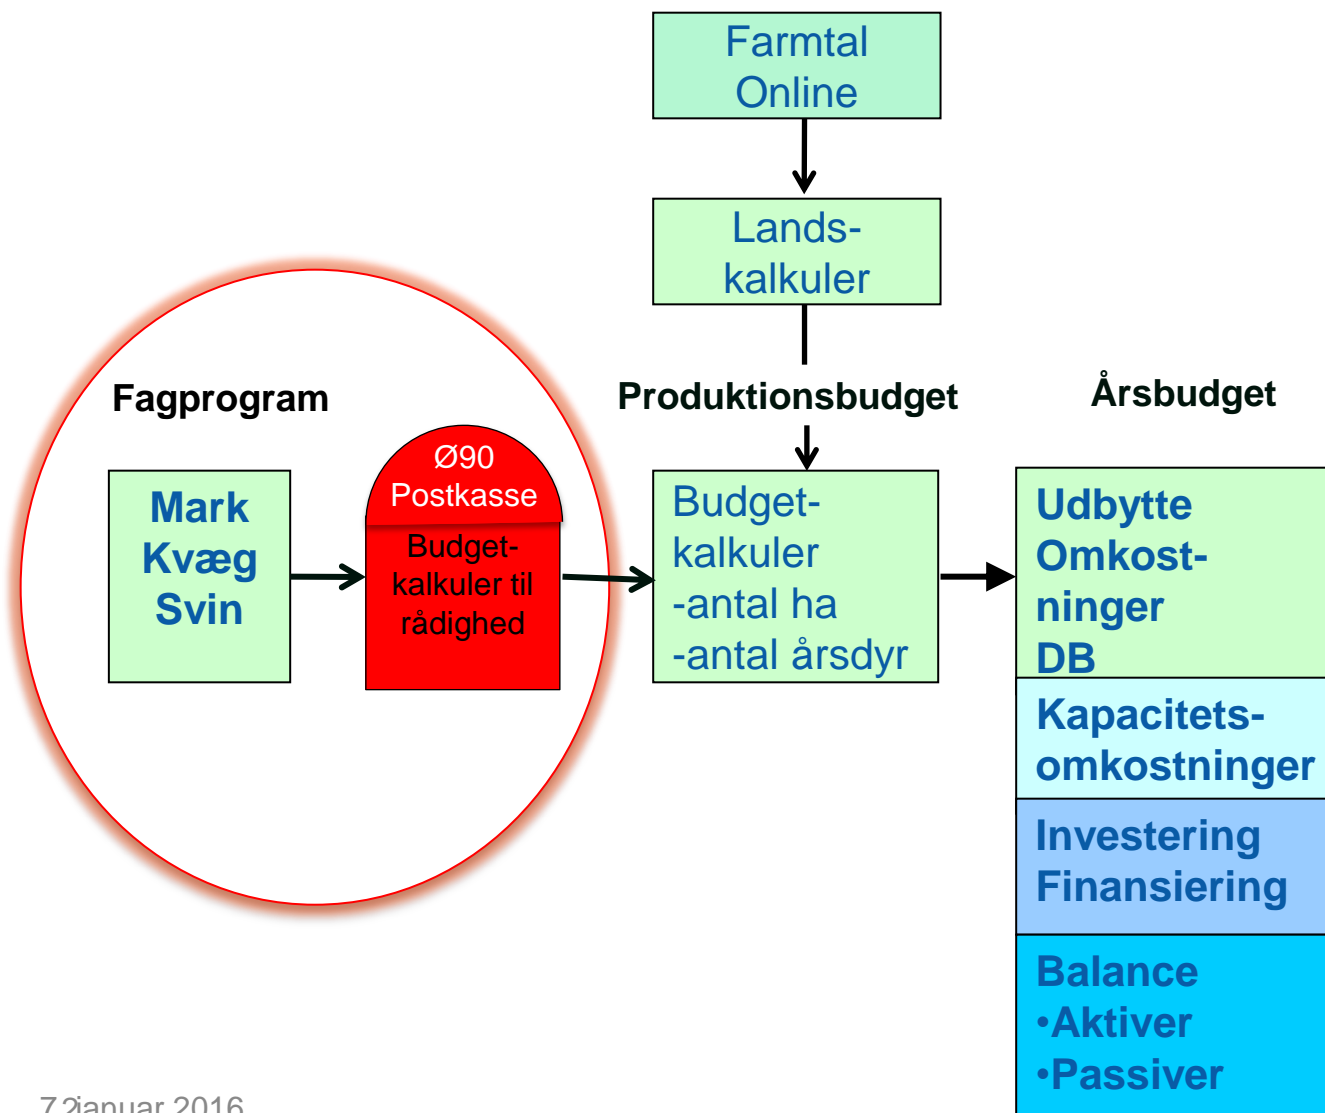 Farmtal
Online
Lands-
kalkuler
Fagprogram
Produktionsbudget
Årsbudget
Mark
Kvæg
Svin
Ø90
Postkasse
Budget-
kalkuler til
rådighed
Budget-
kalkuler
-antal ha
-antal årsdyr
Udbytte
Omkost-
ninger
DB
Kapacitets-
omkostninger
Investering
Finansiering
Balance
•Aktiver
•Passiver
januar 2016